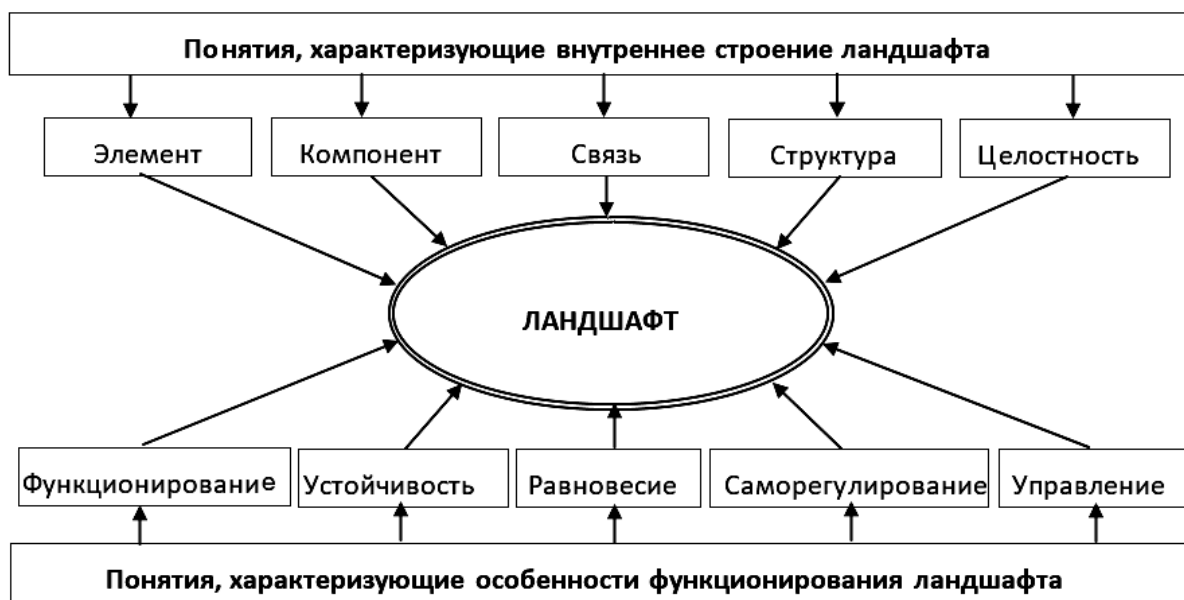 Понятия, характеризующие внутреннее строение ландшафта
Элемент
Компонент
Связь
Структура
Целостность
ЛАНДШАФТ
Функционирование
Устойчивость
Равновесие
Саморегулирование
Управление
Понятия, характеризующие особенности функционирования ландшафта